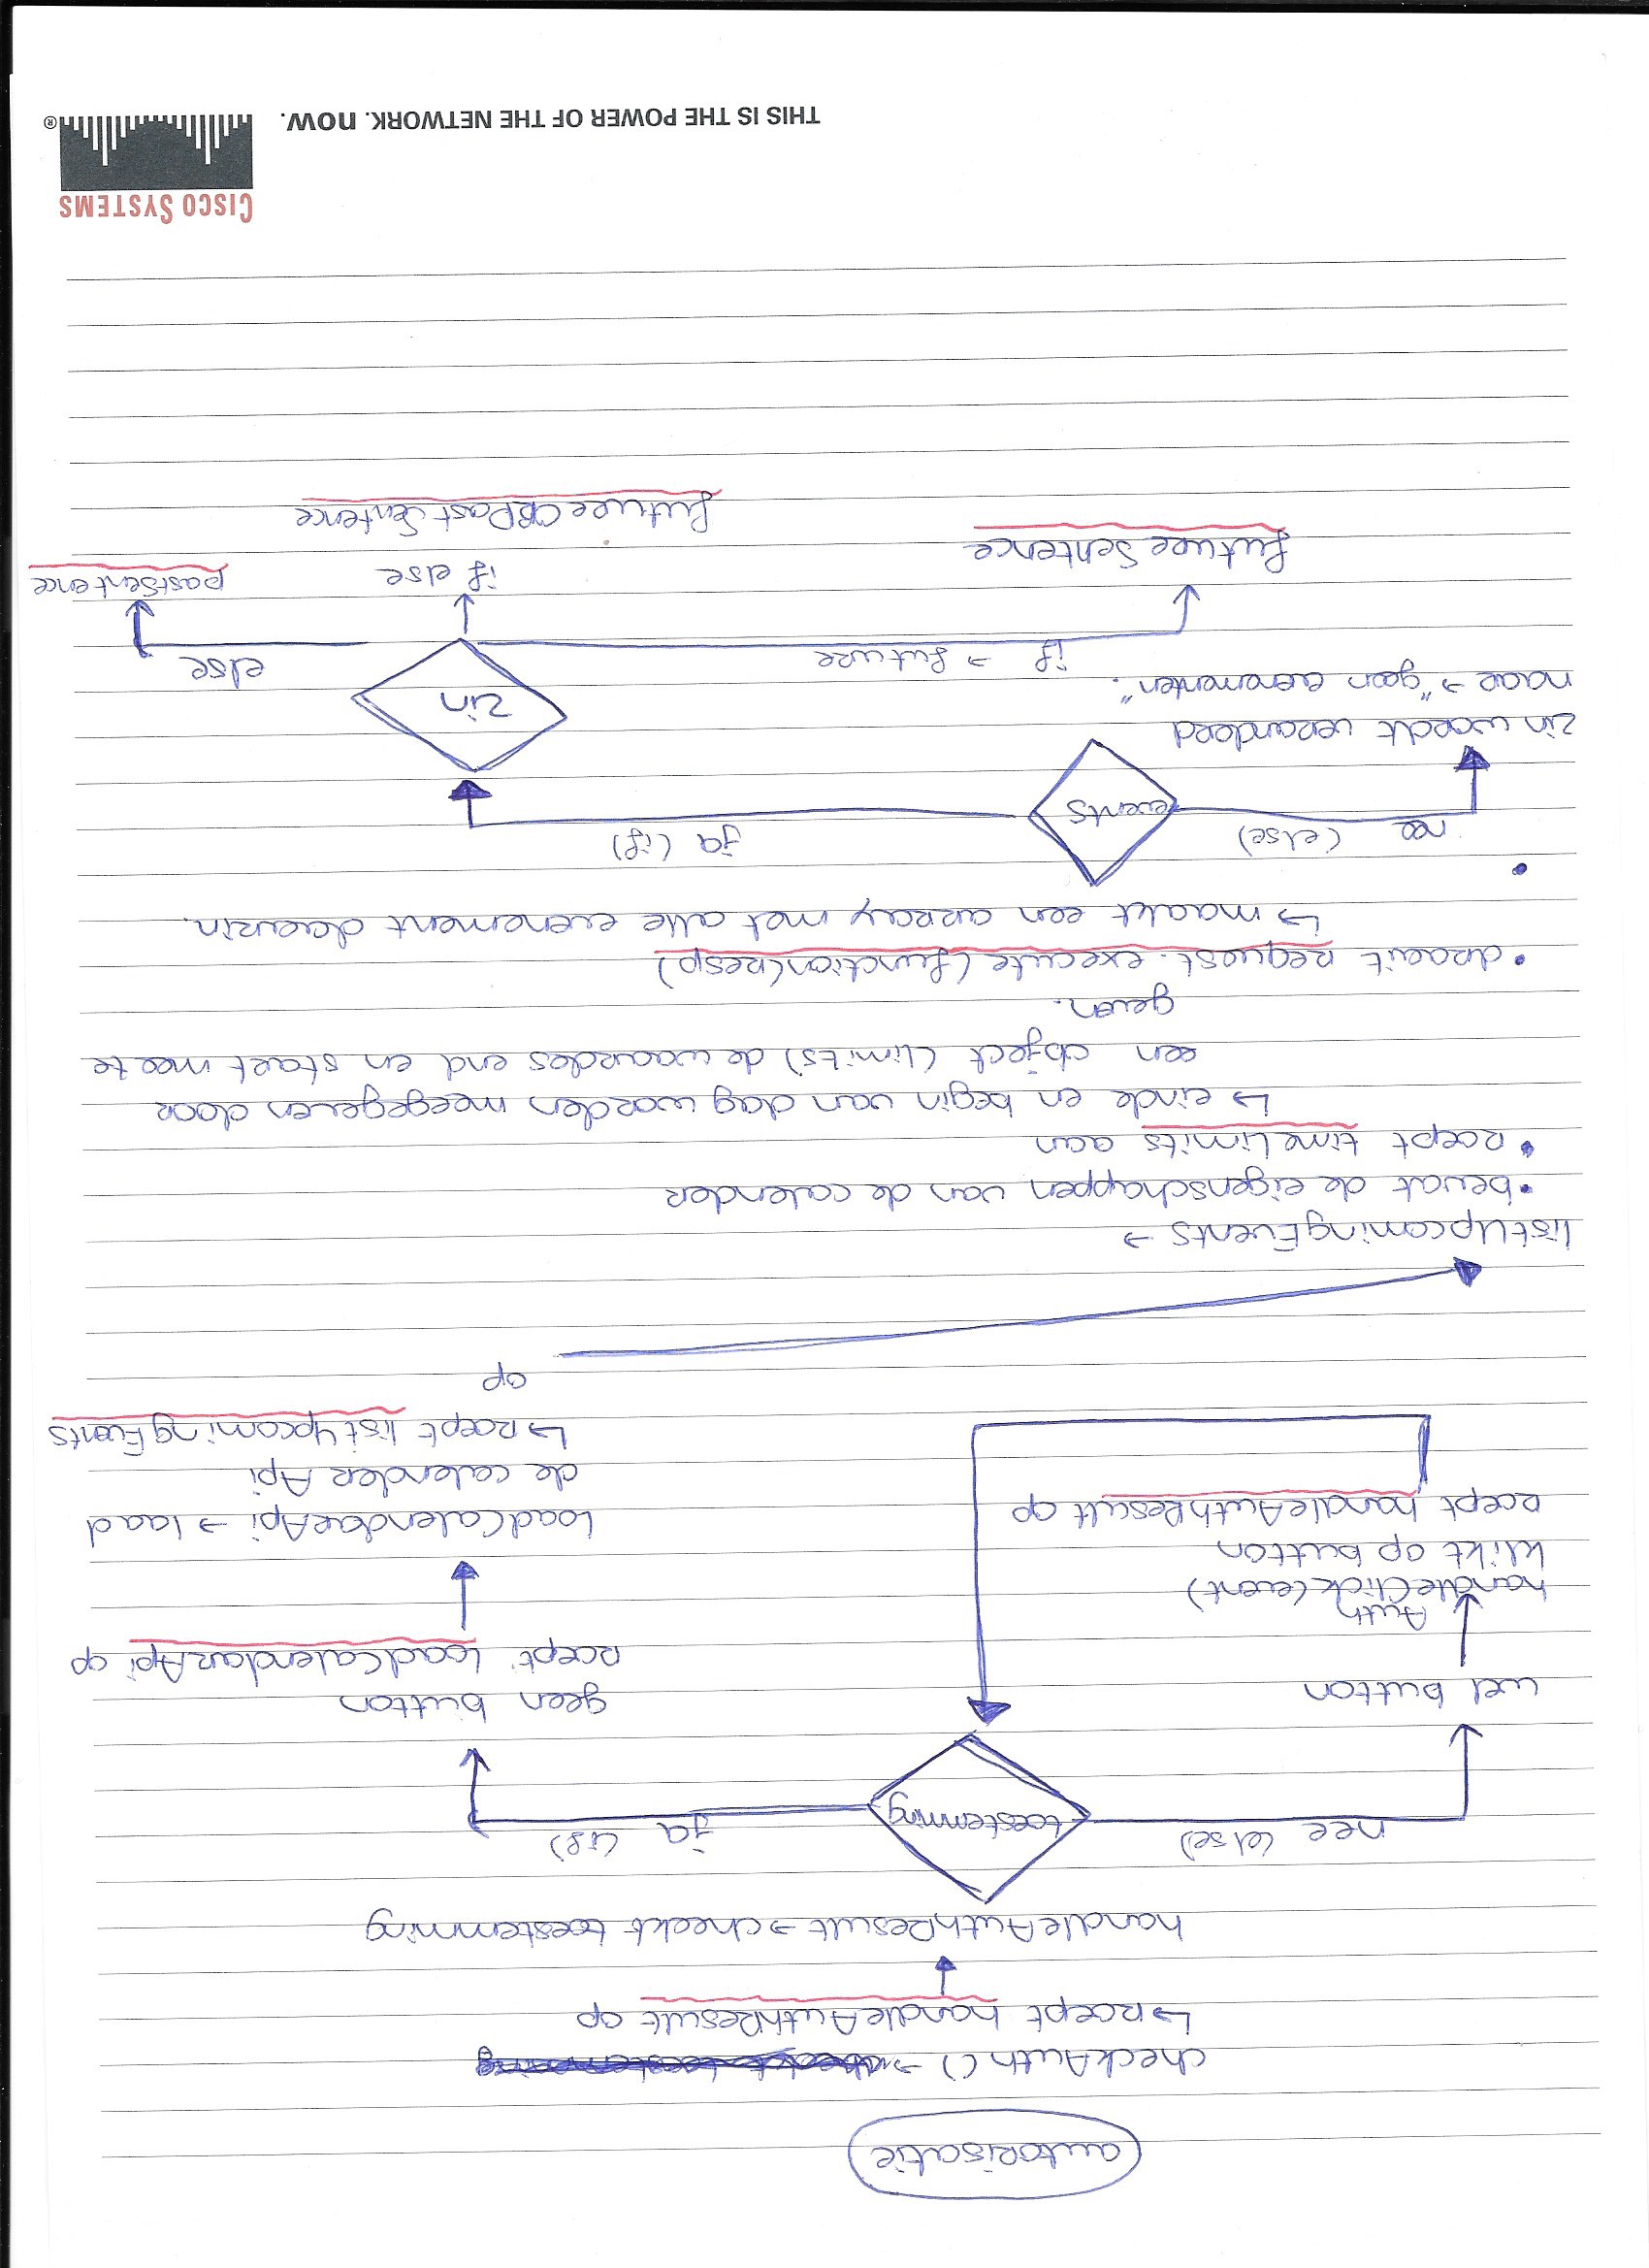 autorisatie
checkAuth() →
↳ roept handleAuthResult op
handleAuthResult → checkt toestemming
nee (else)
toestemming
ja (if)
wel button
Auth
handleClick(event)
klikt op button
roept handleAuthResult op
geen button
roept loadCalendarApi op
loadCalendarApi → laad
de calender Api
↳ roept listUpcomingEvents
op
listUpcomingEvents →
• bevat de eigenschappen van de calender
• roept timeLimits aan
↳ einde en begin van dag worden meegegeven door
een object (limits) de waardes end en start mee te
geven.
• draait request.execute(function(resp)
↳ maakt een array met alle evenement daarin.
•
nee (else)
events
ja (if)
zin wordt veranderd
naar → "geen evenementen".
zin
if → future
else
futureSentence
if else
pastSentence
futureORPastSentence
CISCO SYSTEMS
THIS IS THE POWER OF THE NETWORK. now.
®